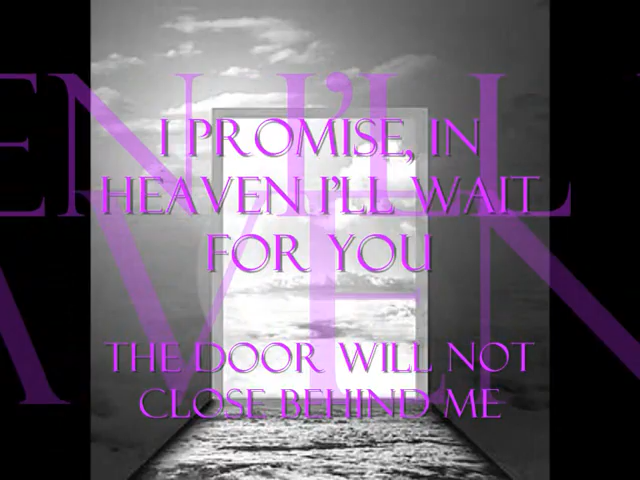 I PROMISE, IN
HEAVEN I'LL WAIT
FOR YOU
THE DOOR WILL NOT
CLOSE BEHIND ME